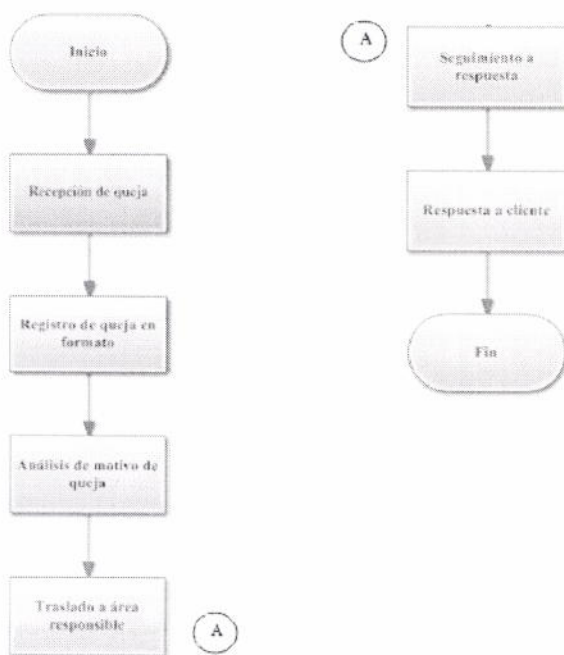 Inicio
Recepción de queja
Registro de queja en
formato
Análisis de motivo de
queja
Traslado a área
responsible
A
A
Seguimiento a
respuesta
Respuesta a cliente
Fin